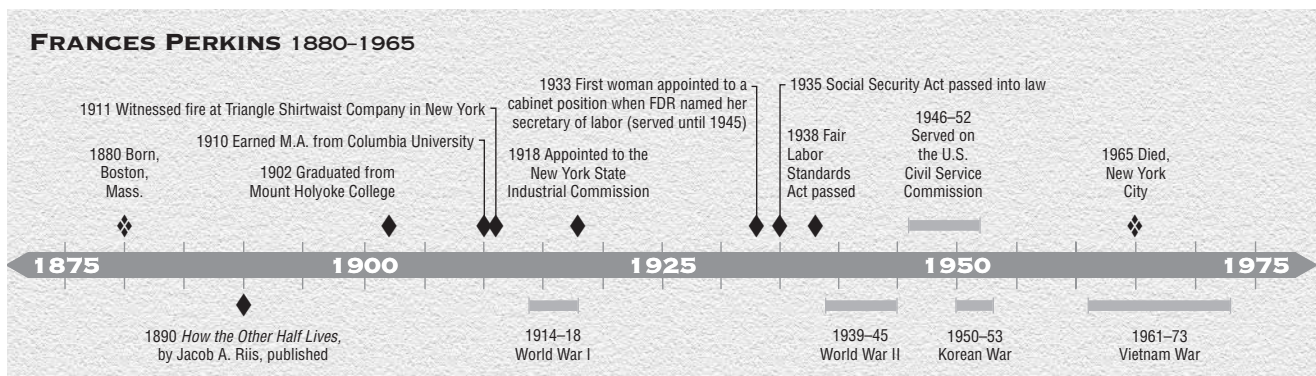 FRANCES PERKINS 1880–1965
1880 Born,
Boston,
Mass.
1902 Graduated from
Mount Holyoke College
1910 Earned M.A. from Columbia University
1911 Witnessed fire at Triangle Shirtwaist Company in New York
1918 Appointed to the
New York State
Industrial Commission
1933 First woman appointed to a
cabinet position when FDR named her
secretary of labor (served until 1945)
1935 Social Security Act passed into law
1938 Fair
Labor
Standards
Act passed
1946–52
Served on
the U.S.
Civil Service
Commission
1965 Died,
New York
City
1875 1900 1925 1950 1975
1890 How the Other Half Lives,
by Jacob A. Riis, published
1914–18
World War I
1939–45
World War II
1950–53
Korean War
1961–73
Vietnam War